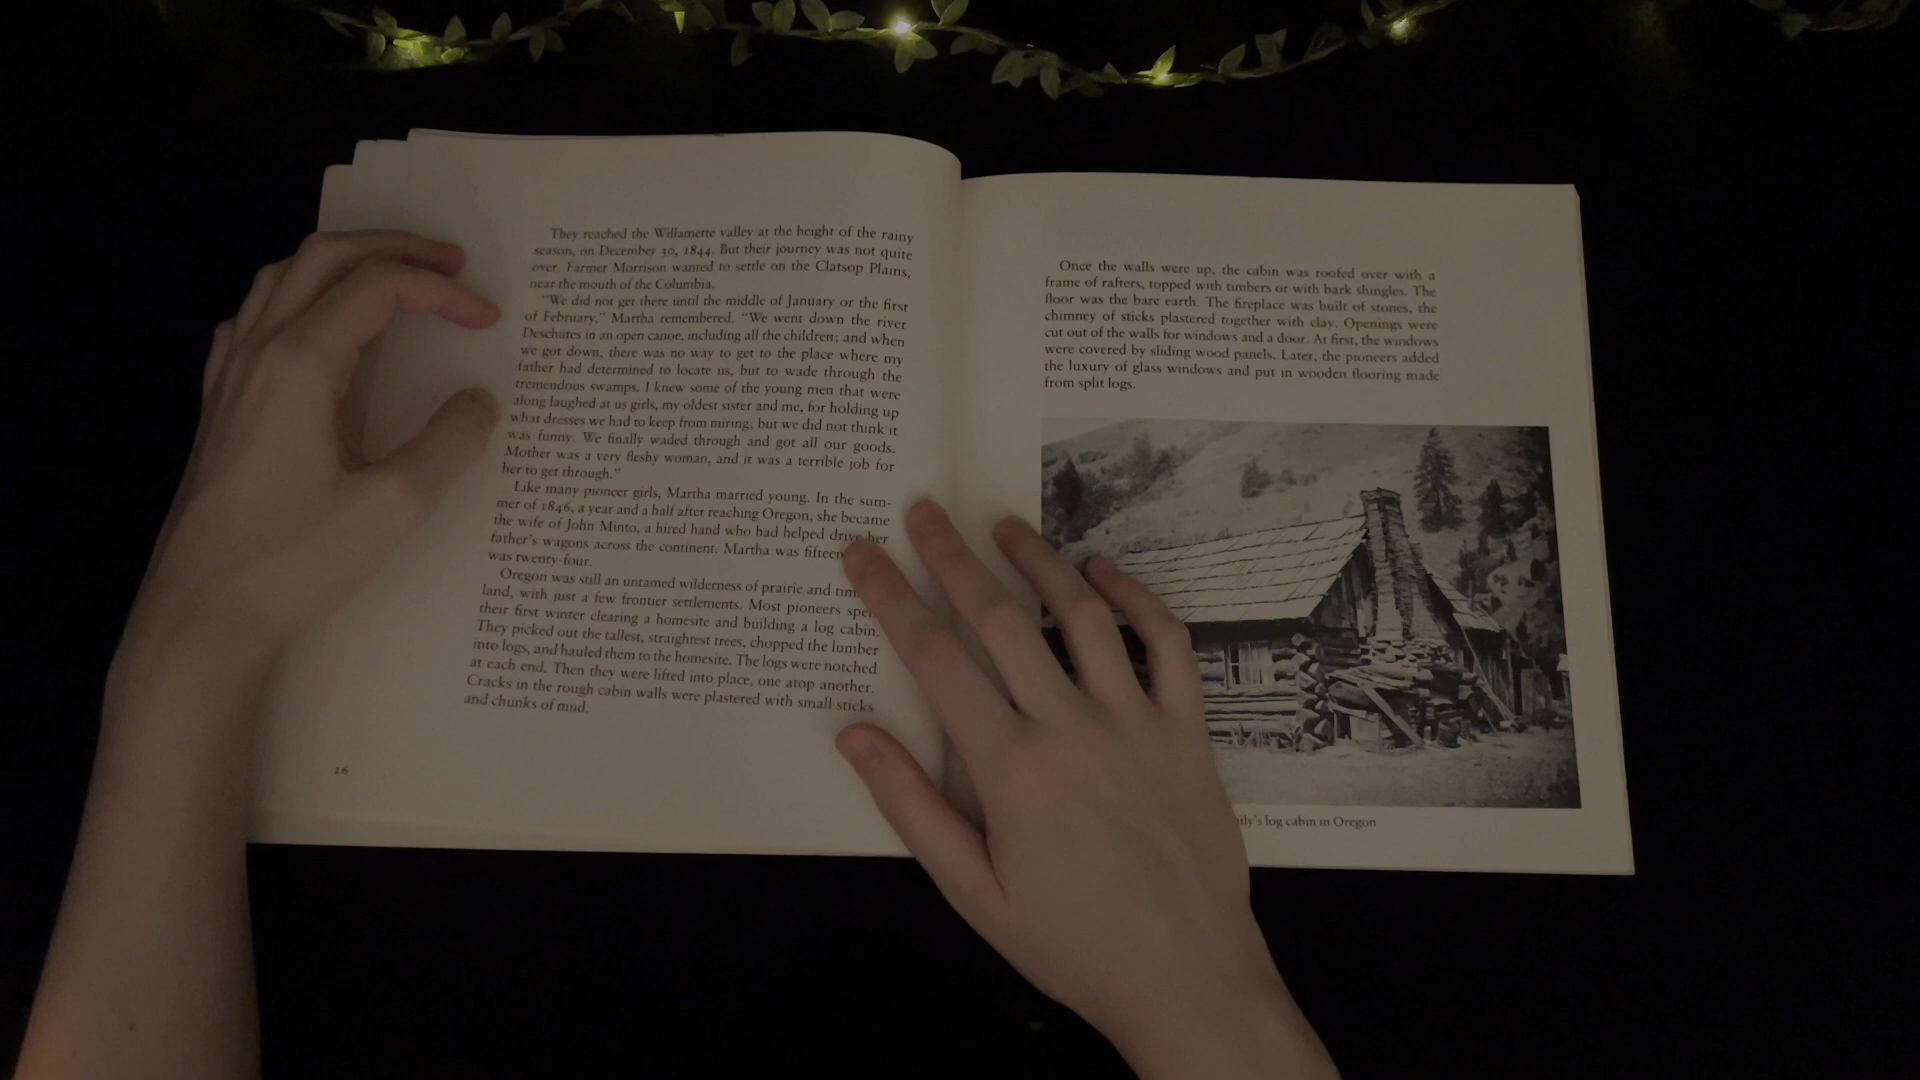 They reached the Willamette valley at the height of the rainy
season, on December 30, 1844. But their journey was not quite
over. Farmer Morrison wanted to settle on the Clatsop Plains,
near the mouth of the Columbia.
"We did not get there until the middle of January or the first
of February," Martha remembered. "We went down the river
Deschutes in an open canoe, including all the children; and when
we got down, there was no way to get to the place where my
father had determined to locate us, but to wade through the
tremendous swamps. I knew some of the young men that were
along laughed at us girls, my oldest sister and me, for holding up
what dresses we had to keep from miring; but we did not think it
was funny. We finally waded through and got all our goods.
Mother was a very fleshy woman, and it was a terrible job for
her to get through."
Like many pioneer girls, Martha married young. In the sum-
mer of 1846, a year and a half after reaching Oregon, she became
the wife of John Minto, a hired hand who had helped drive her
father's wagons across the continent. Martha was fifteen
was twenty-four.
Oregon was still an untamed wilderness of prairie and
land, with just a few frontier settlements. Most pioneers
their first winter clearing a homesite and building a log cabin.
They picked out the tallest, straightest trees, chopped the lumber
into logs, and hauled them to the homesite. The logs were notched
at each end. Then they were lifted into place, one atop another.
Cracks in the rough cabin walls were plastered with small sticks
and chunks of mud.
26
Once the walls were up, the cabin was roofed over with a
frame of rafters, topped with timbers or with bark shingles. The
floor was the bare earth. The fireplace was built of stones, the
chimney of sticks plastered together with clay. Openings were
cut out of the walls for windows and a door. At first, the windows
were covered by sliding wood panels. Later, the pioneers added
the luxury of glass windows and put in wooden flooring made
from split logs.
log cabin in Oregon